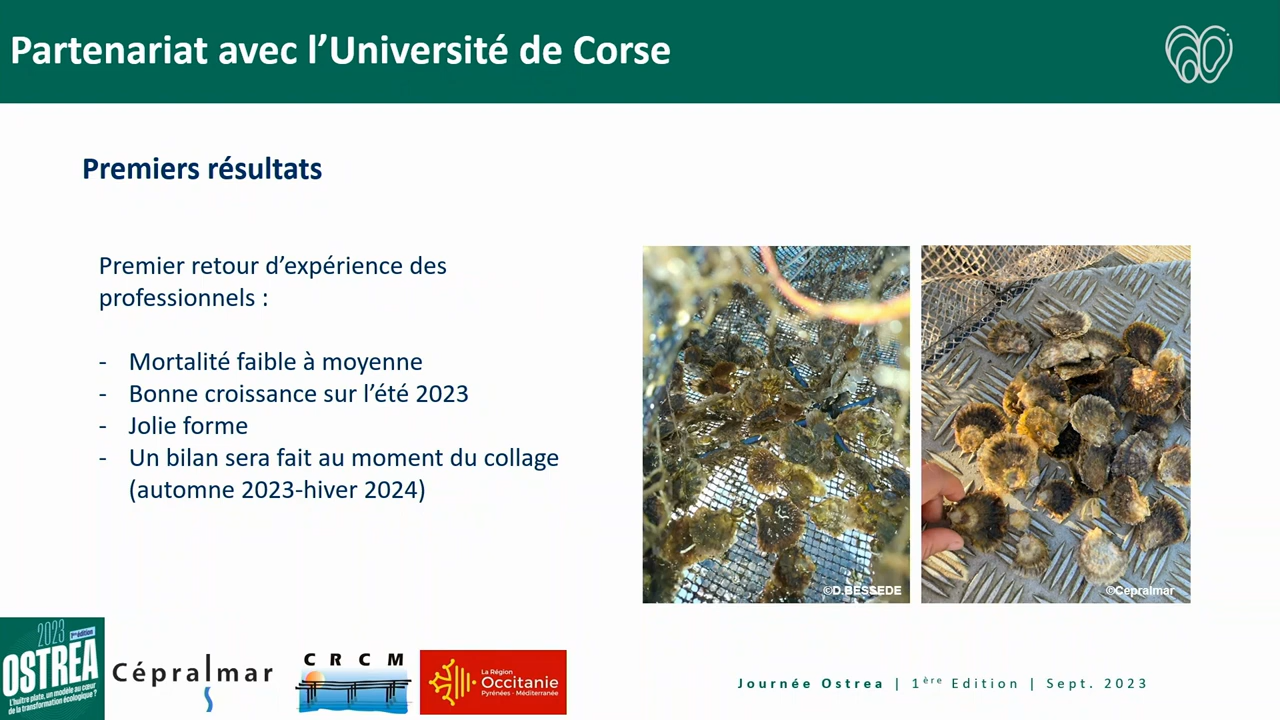 Partenariat avec l’Université de Corse
Premiers résultats
Premier retour d’expérience des
professionnels :
- Mortalité faible à moyenne
- Bonne croissance sur l’été 2023
- Jolie forme
- Un bilan sera fait au moment du collage
(automne 2023-hiver 2024)
©D.BESSEDE
©Cépralmar
2023
1ère édition
OSTREA
L'huître plate, un modèle au cœur
de la transformation écologique ?
Cépralmar
CRCM
La Région
Occitanie
Pyrénées - Méditerranée
Journée Ostrea | 1ère Edition | Sept. 2023